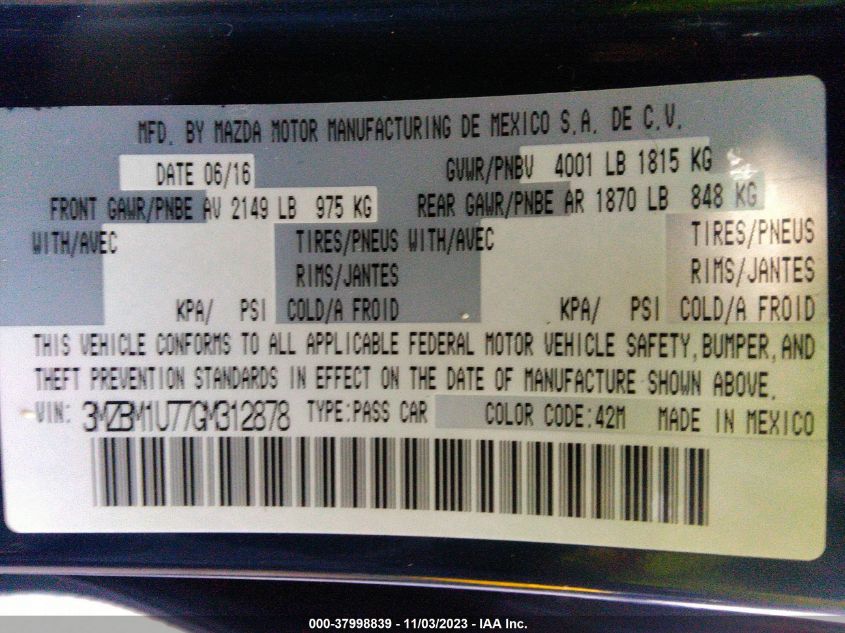 MFD. BY MAZDA MOTOR MANUFACTURING DE MEXICO S.A. DE C.V.
DATE 06/16 GVWR/PNBV 4001 LB 1815 KG
FRONT GAWR/PNBE AV 2149 LB 975 KG REAR GAWR/PNBE AR 1870 LB 848 KG
WITH/AVEC TIRES/PNEUS WITH/AVEC TIRES/PNEUS
RIMS/JANTES RIMS/JANTES
KPA/ PSI COLD/A FROID KPA/ PSI COLD/A FROID
THIS VEHICLE CONFORMS TO ALL APPLICABLE FEDERAL MOTOR VEHICLE SAFETY, BUMPER, AND
THEFT PREVENTION STANDARDS IN EFFECT ON THE DATE OF MANUFACTURE SHOWN ABOVE.
VIN: 3MZBM1U77GM312878 TYPE:PASS CAR COLOR CODE:42M MADE IN MEXICO
000-37998839 - 11/03/2023 - IAA Inc.